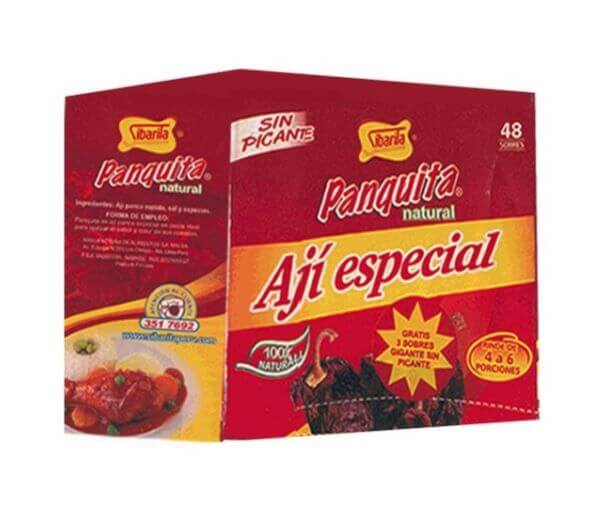 Sibarita
Panquita
natural
Ingredientes: Ají panca molido, sal y especias.
FORMA DE EMPLEO:
351 7692
www.sibaritaperu.com
SIN
PICANTE
Sibarita
48
SOBRES
Panquita®
natural
Ají especial
100%
NATURAL
GRATIS
3 SOBRES
GIGANTE SIN
PICANTE
RINDE DE
4 a 6
PORCIONES